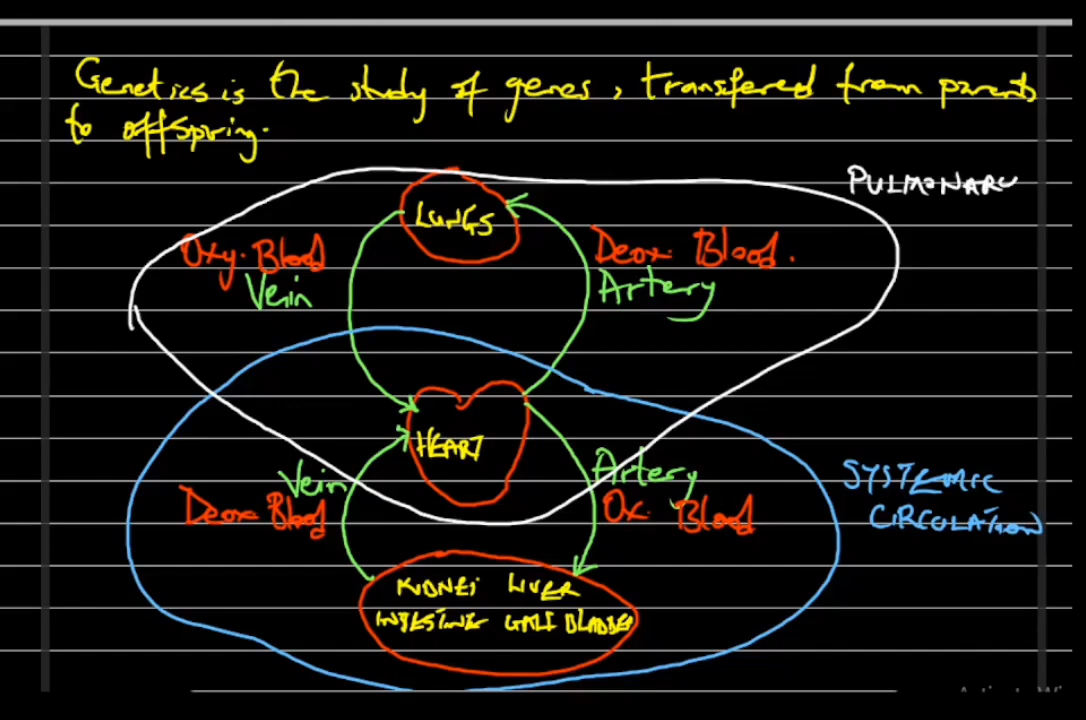 Genetics is the study of genes, transferred from parents
to offspring.
PULMONARY
LUNGS
Oxy. Blood
Vein
Deox. Blood.
Artery
HEART
Vein
Deox. Blood
Artery
Ox. Blood
SYSTEMIC
CIRCULATION
KIDNEY LIVER
INTESTINE GALL BLADDER